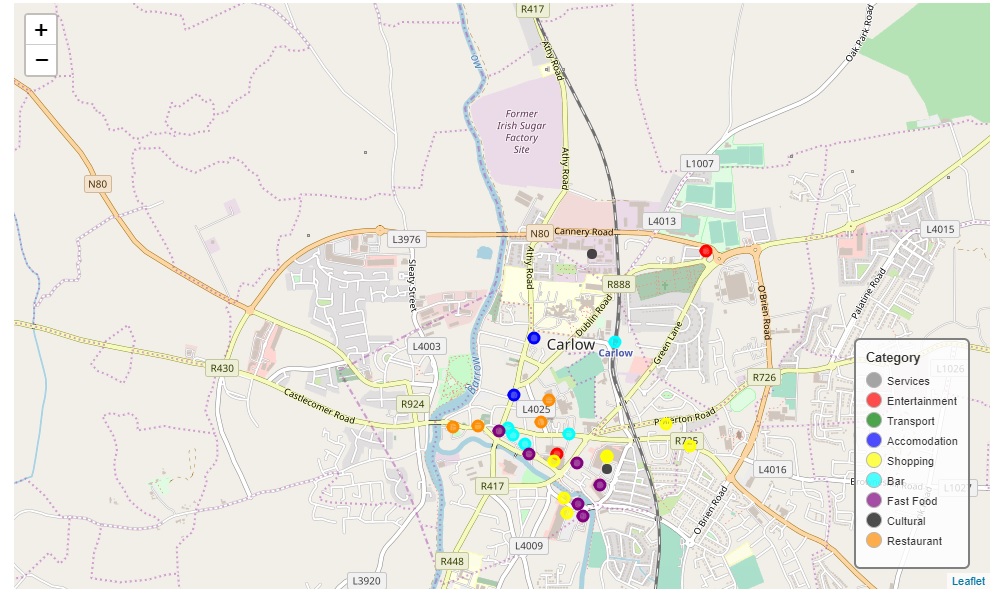 +
−
R417
Athy Road
Oak Park Road
Former
Irish Sugar
Factory
Site
Athy Road
L1007
N80
L4013
L3976
N80
Cannery Road
L4015
Sleaty Street
Athy Road
R888
Palatine Road
O'Brien Road
Dublin Road
Green Lane
Carlow
Carlow
L4003
Category
Services
Entertainment
Transport
Accomodation
Shopping
Bar
Fast Food
Cultural
Restaurant
R430
L1026
R726
Castlecomer Road
R924
Barrow
L4025
R725
L4016
R417
O Brien Road
L4009
R448
L3920
Leaflet